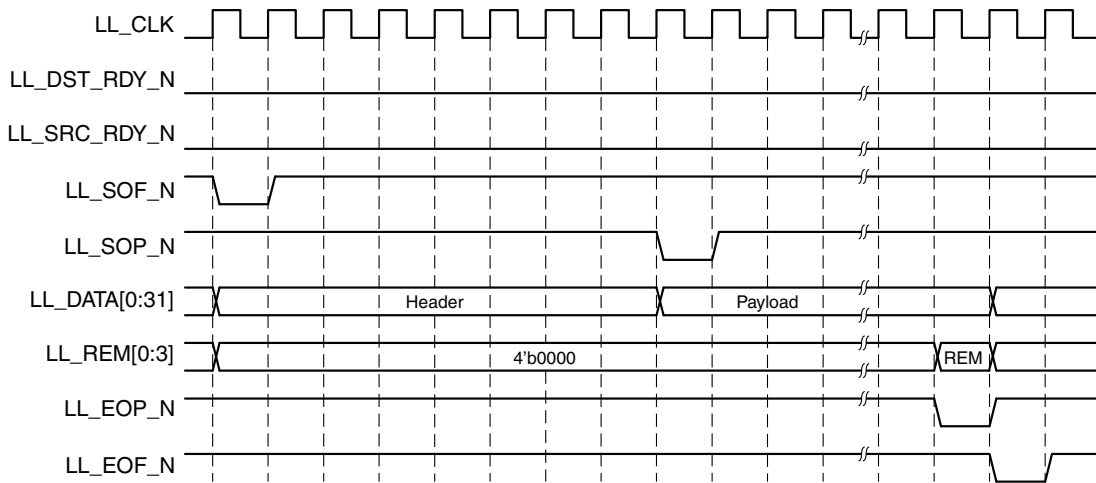 LL_CLK
LL_DST_RDY_N
LL_SRC_RDY_N
LL_SOF_N
LL_SOP_N
LL_DATA[0:31] Header Payload
LL_REM[0:3] 4'b0000 REM
LL_EOP_N
LL_EOF_N